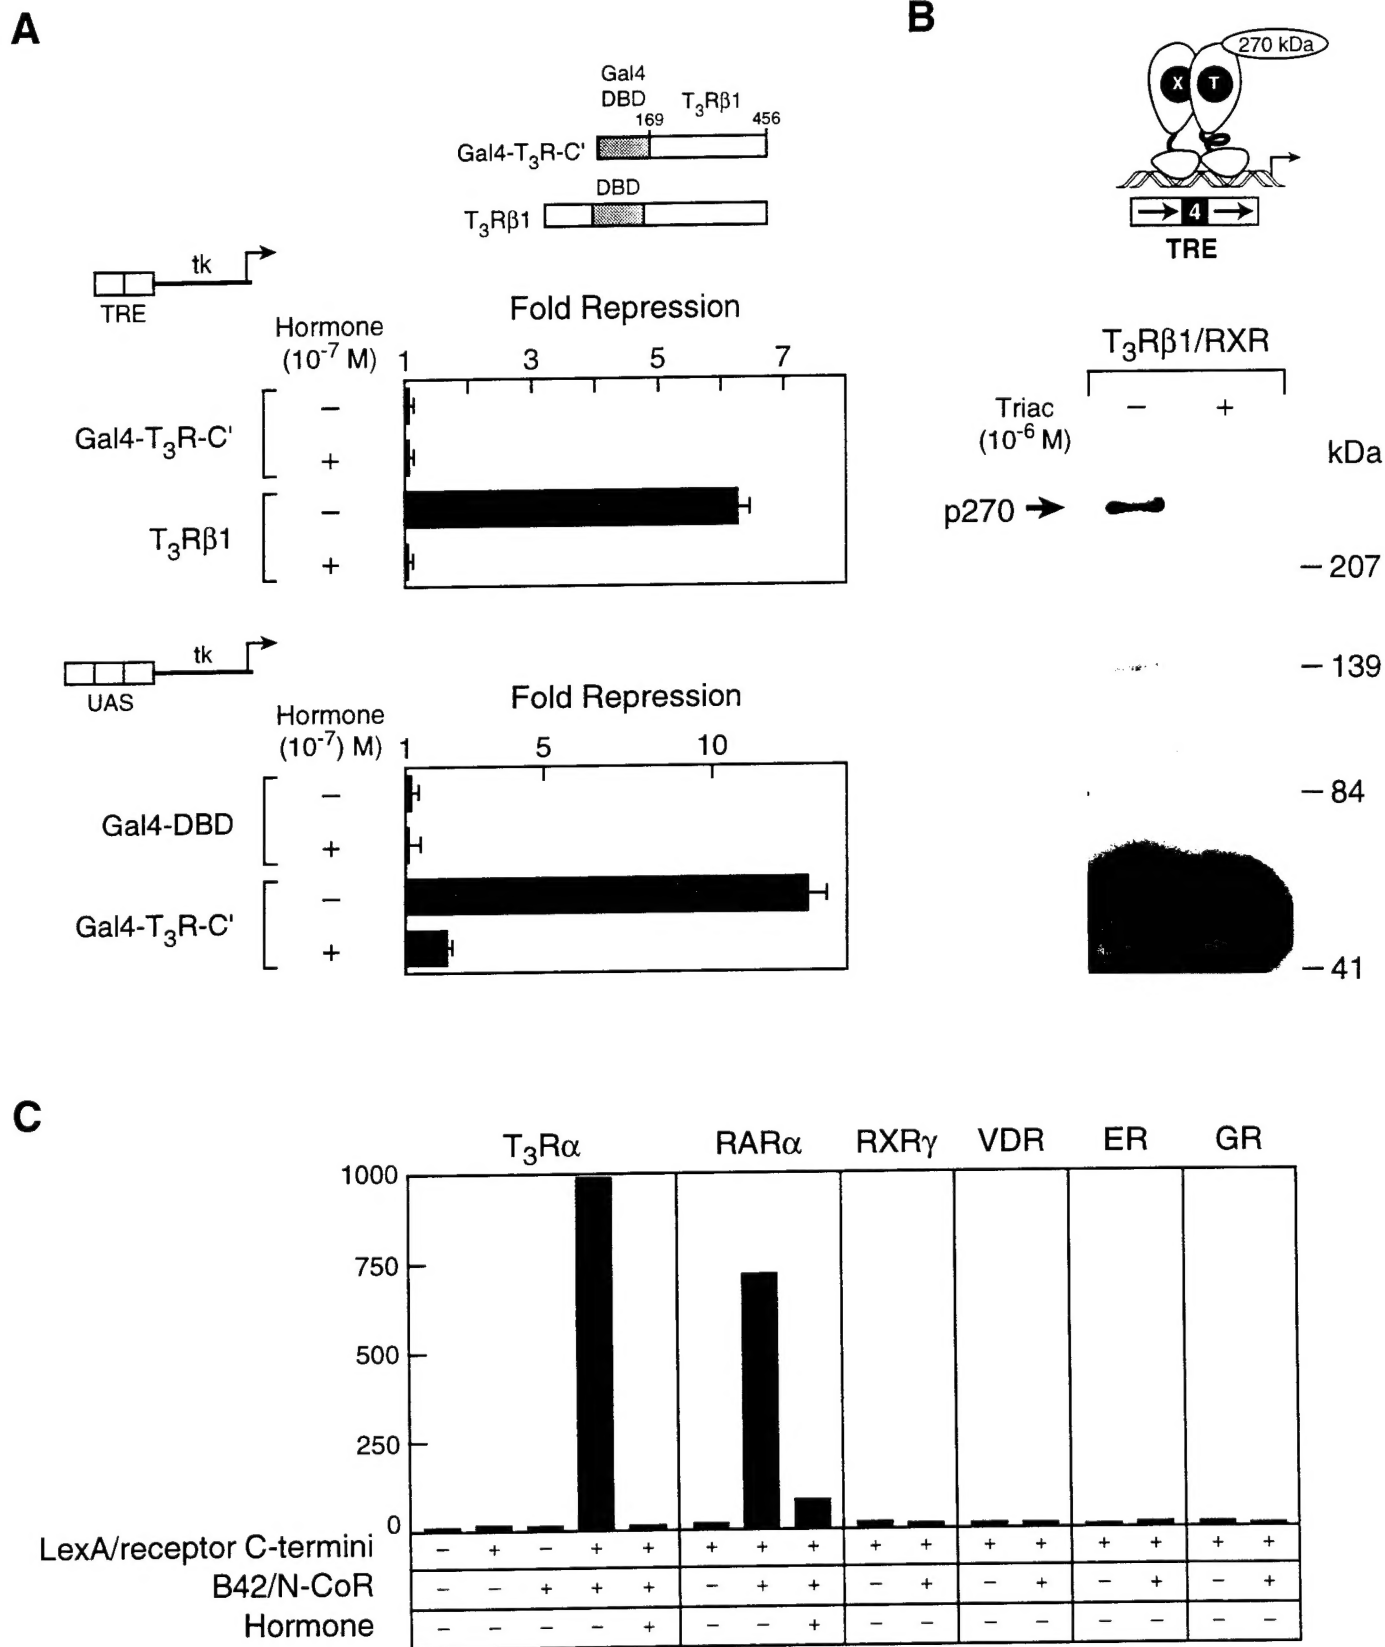 A
Gal4
DBD
T3Rβ1
169
456
Gal4-T3R-C'
DBD
T3Rβ1
tk
TRE
Fold Repression
Hormone
(10-7 M)
1 3 5 7
Gal4-T3R-C'
−
+
T3Rβ1
−
+
tk
UAS
Fold Repression
Hormone
(10-7) M)
1 5 10
Gal4-DBD
−
+
Gal4-T3R-C'
−
+
B
270 kDa
X T
4
TRE
T3Rβ1/RXR
Triac
(10-6 M)
− +
kDa
p270
207
139
84
41
C
T3Rα RARα RXRγ VDR ER GR
1000
750
500
250
0
LexA/receptor C-termini − + − + + + + + + + + + + + + +
B42/N-CoR − − + + + − + + − + − + − + − +
Hormone − − − − + − − + − − − − − − − −